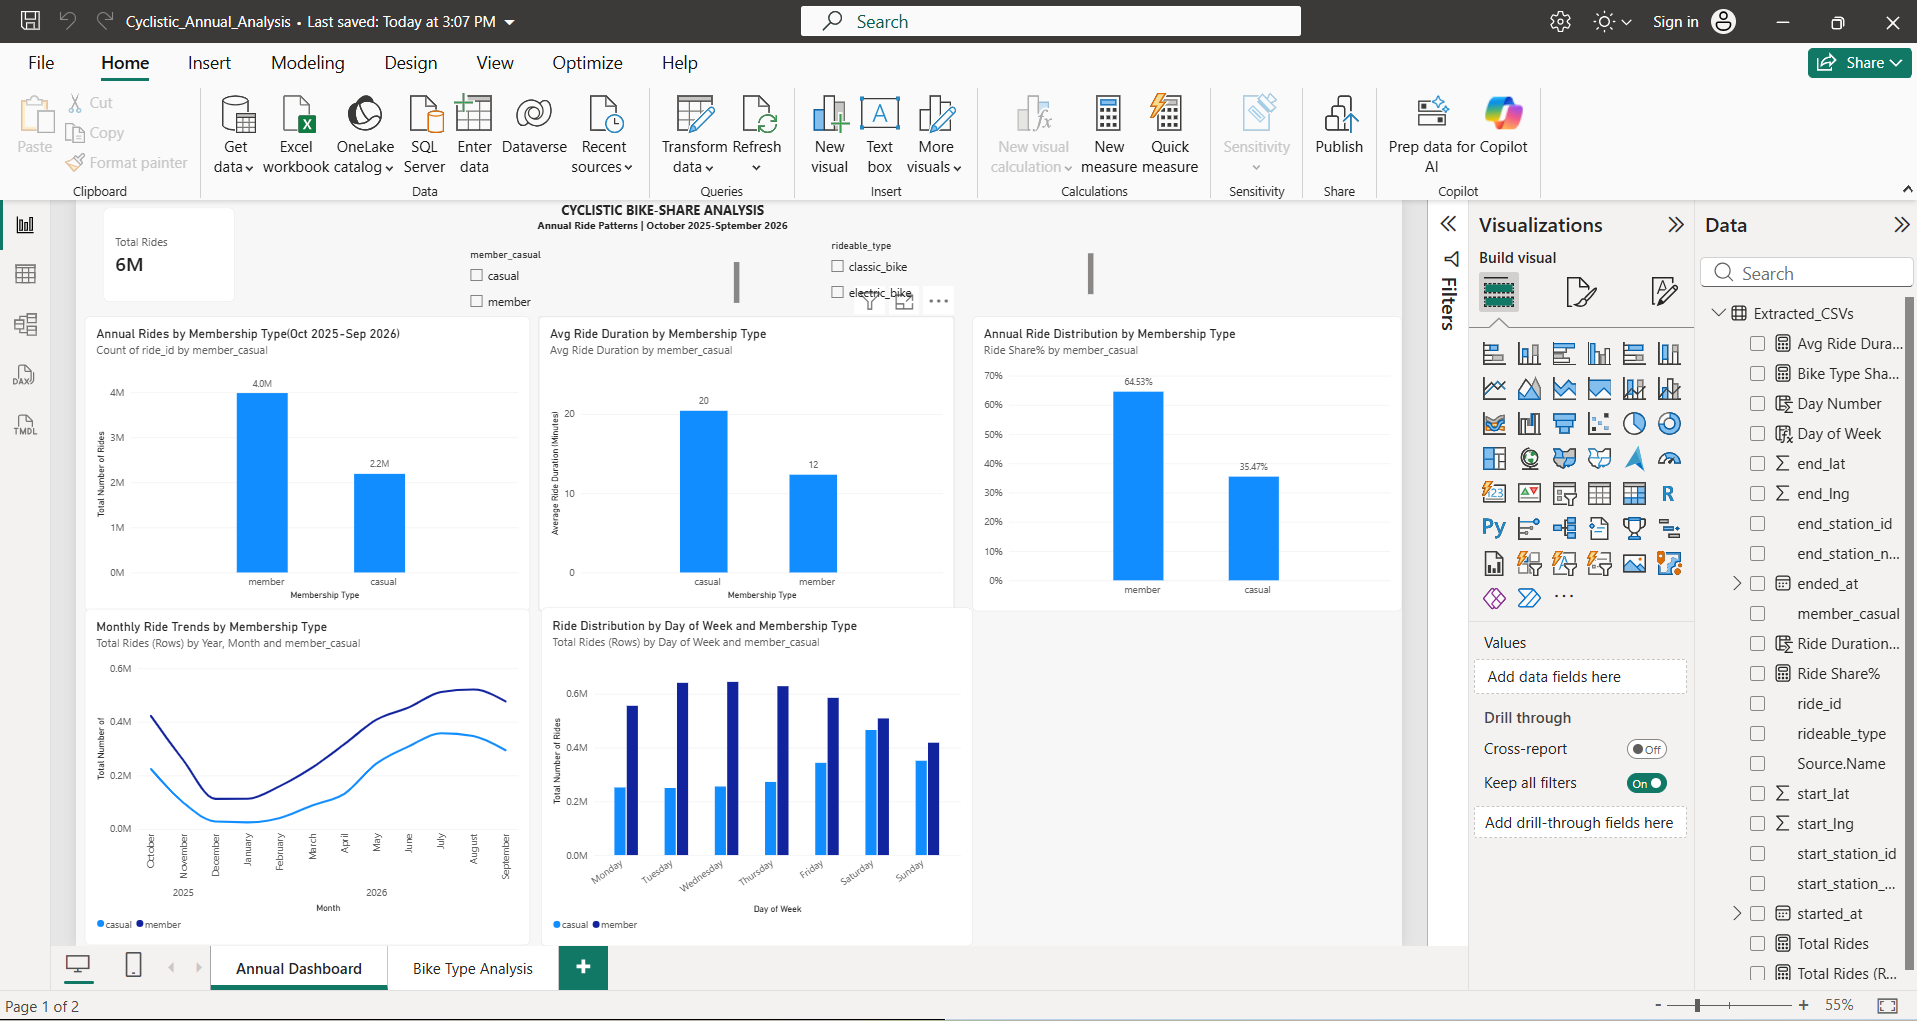 Cyclistic_Annual_Analysis • Last saved: Today at 3:07 PM
Search
Sign in
File Home Insert Modeling Design View Optimize Help
Share
Paste
Cut
Copy
Format painter
Clipboard
Get data
Excel workbook
OneLake catalog
SQL Server
Enter data
Dataverse
Recent sources
Data
Transform data
Refresh
Queries
New visual
Text box
More visuals
Insert
New visual calculation
New measure
Quick measure
Calculations
Sensitivity
Sensitivity
Publish
Share
Prep data for AI
Copilot
Copilot
DAX
TMDL
Total Rides
6M
CYCLISTIC BIKE-SHARE ANALYSIS
Annual Ride Patterns | October 2025-Sptember 2026
member_casual
casual
member
rideable_type
classic_bike
electric_bike
Annual Rides by Membership Type(Oct 2025-Sep 2026)
Count of ride_id by member_casual
Total Number of Rides
4M
3M
2M
1M
0M
4.0M
2.2M
member
casual
Membership Type
Avg Ride Duration by Membership Type
Avg Ride Duration by member_casual
Average Ride Duration (Minutes)
20
10
0
20
12
casual
member
Membership Type
Annual Ride Distribution by Membership Type
Ride Share% by member_casual
70%
60%
50%
40%
30%
20%
10%
0%
64.53%
35.47%
member
casual
Monthly Ride Trends by Membership Type
Total Rides (Rows) by Year, Month and member_casual
Total Number of
0.6M
0.4M
0.2M
0.0M
October
November
December
January
February
March
April
May
June
July
August
September
2025
2026
Month
casual
member
Ride Distribution by Day of Week and Membership Type
Total Rides (Rows) by Day of Week and member_casual
Total Number of Rides
0.6M
0.4M
0.2M
0.0M
Monday
Tuesday
Wednesday
Thursday
Friday
Saturday
Sunday
Day of Week
casual
member
Filters
Visualizations
Build visual
123
R
Py
Values
Add data fields here
Drill through
Cross-report
Off
Keep all filters
On
Add drill-through fields here
Data
Search
Extracted_CSVs
Avg Ride Dura...
Bike Type Sha...
Day Number
Day of Week
end_lat
end_lng
end_station_id
end_station_n...
ended_at
member_casual
Ride Duration...
Ride Share%
ride_id
rideable_type
Source.Name
start_lat
start_lng
start_station_id
start_station_...
started_at
Total Rides
Total Rides (R...
Annual Dashboard
Bike Type Analysis
Page 1 of 2
- + 55%